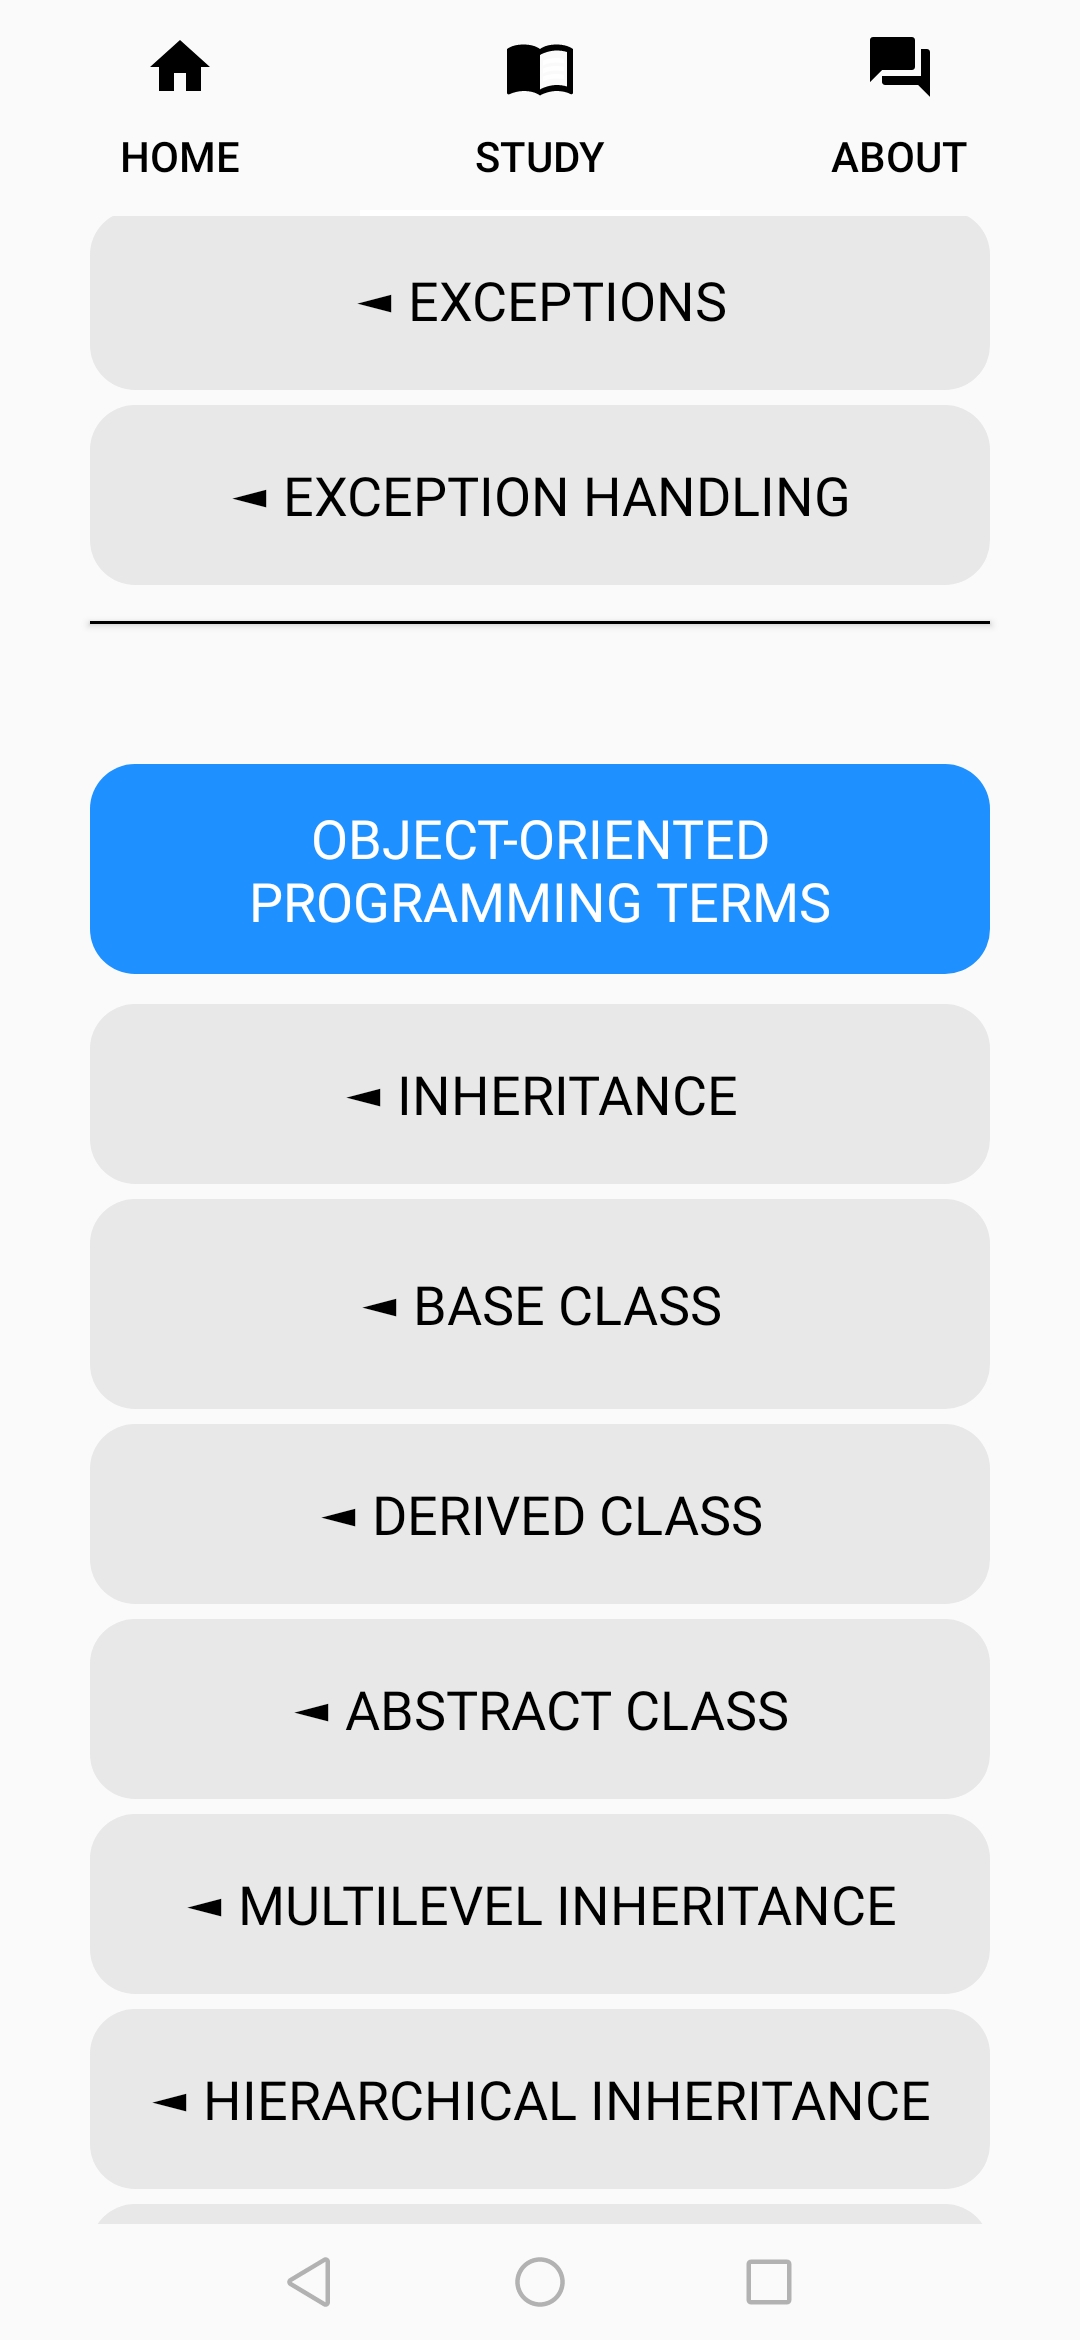 HOME
STUDY
ABOUT
◄ EXCEPTIONS
◄ EXCEPTION HANDLING
OBJECT-ORIENTED
PROGRAMMING TERMS
◄ INHERITANCE
◄ BASE CLASS
◄ DERIVED CLASS
◄ ABSTRACT CLASS
◄ MULTILEVEL INHERITANCE
◄ HIERARCHICAL INHERITANCE